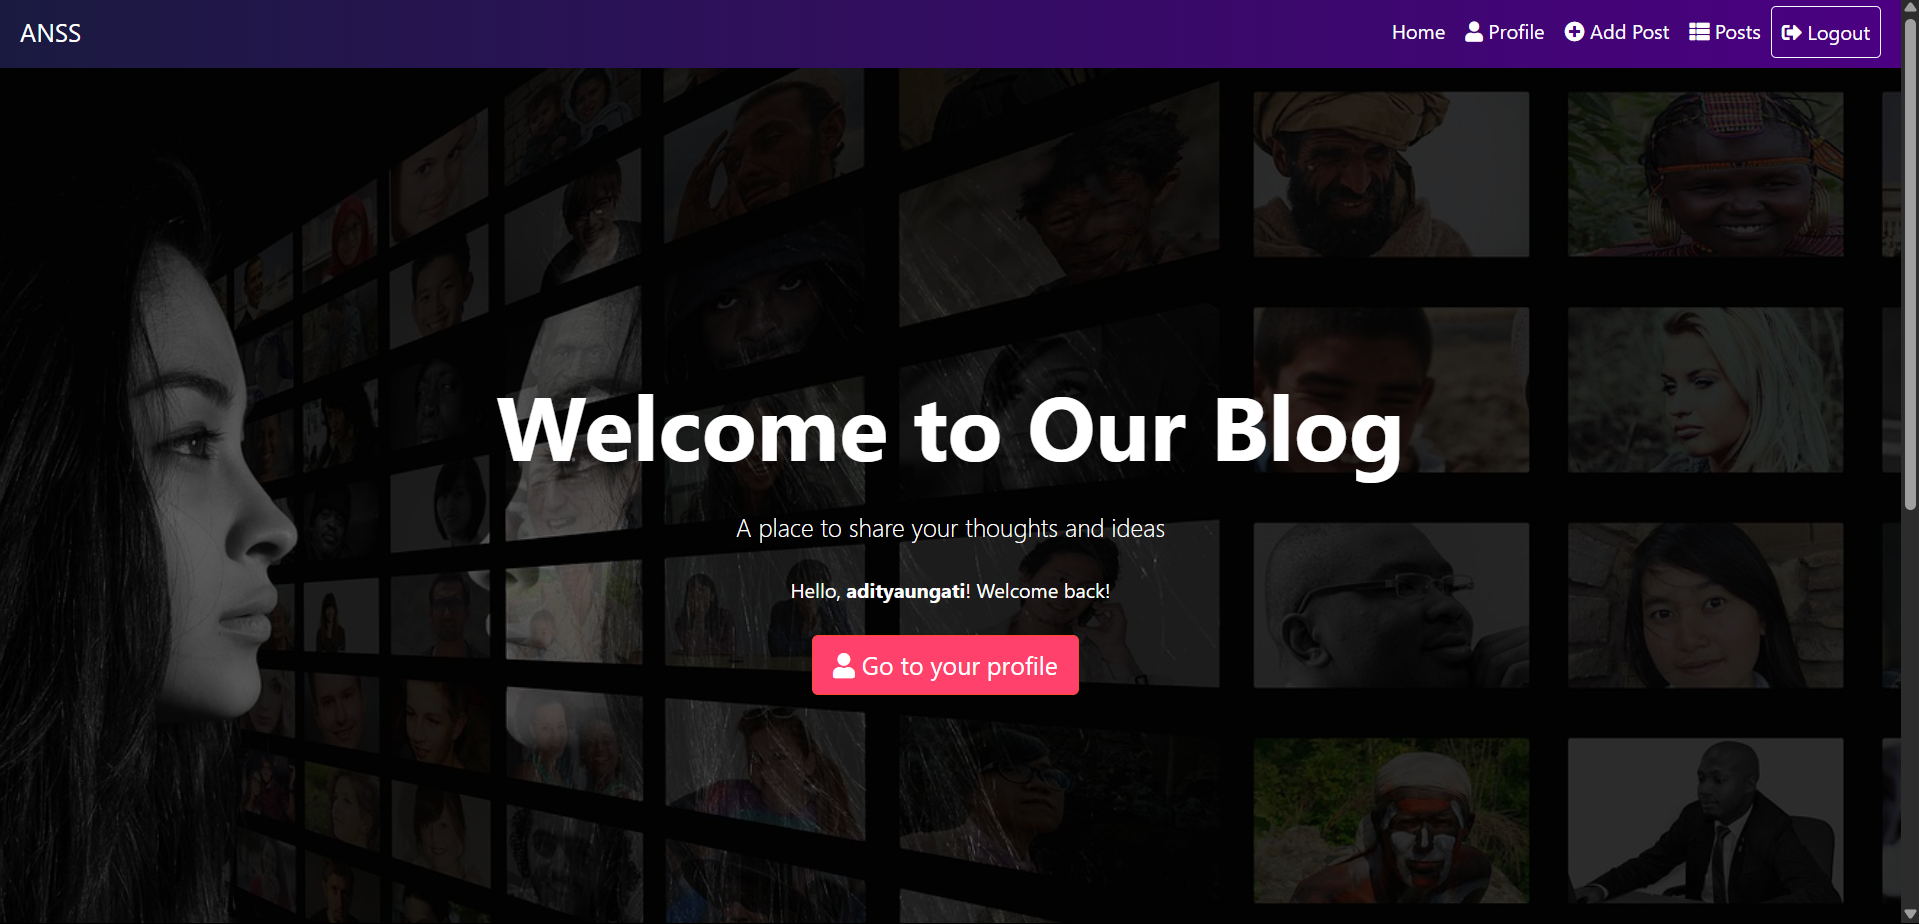 ANSS
Home Profile Add Post Posts Logout
Welcome to Our Blog
A place to share your thoughts and ideas
Hello, adityaungati! Welcome back!
Go to your profile